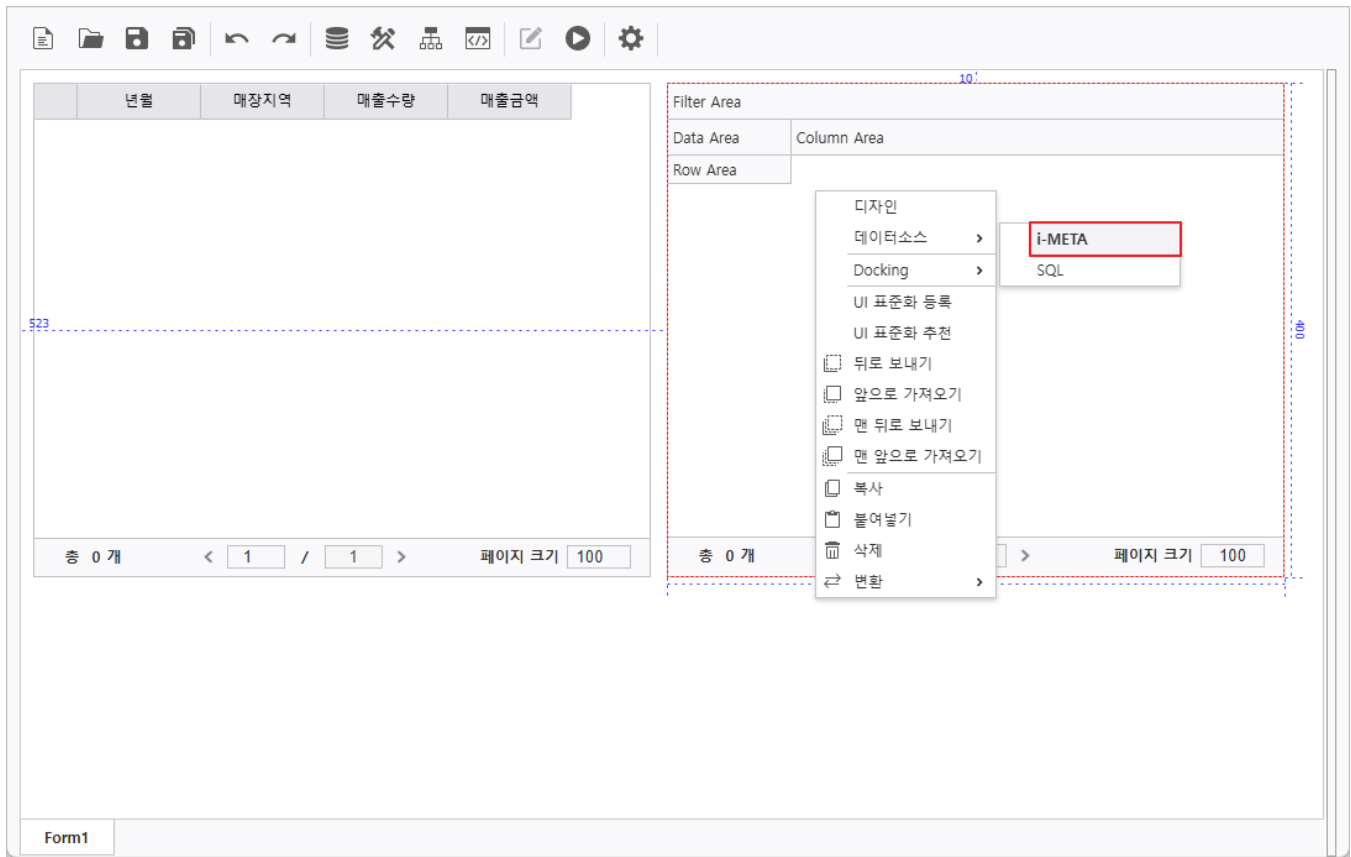 10
년월 매장지역 매출수량 매출금액
Filter Area
Data Area Column Area
Row Area
디자인
데이터소스
i-META
SQL
Docking
UI 표준화 등록
UI 표준화 추천
뒤로 보내기
앞으로 가져오기
맨 뒤로 보내기
맨 앞으로 가져오기
복사
붙여넣기
삭제
변환
523
400
총 0 개 < 1 / 1 > 페이지 크기 100
총 0 개 > 페이지 크기 100
Form1